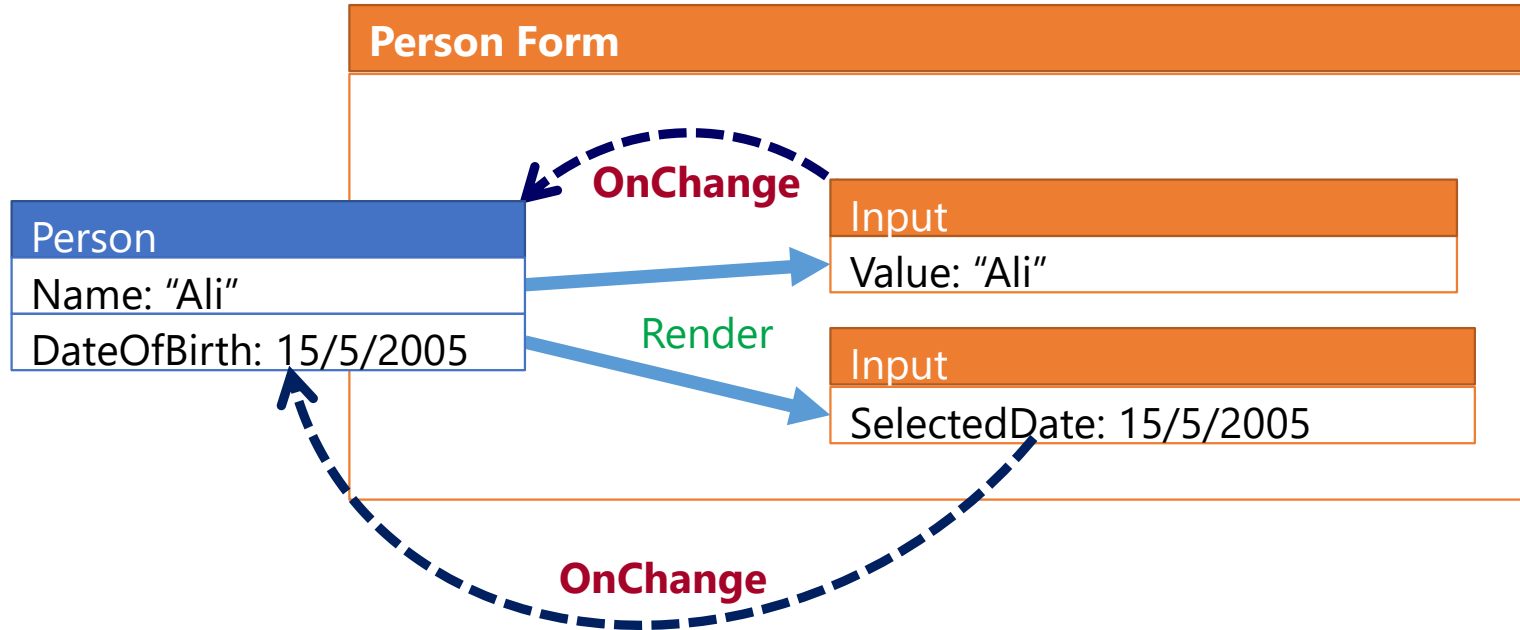 Person Form
OnChange
Person
Name: “Ali”
DateOfBirth: 15/5/2005
Input
Value: “Ali”
Render
Input
SelectedDate: 15/5/2005
OnChange